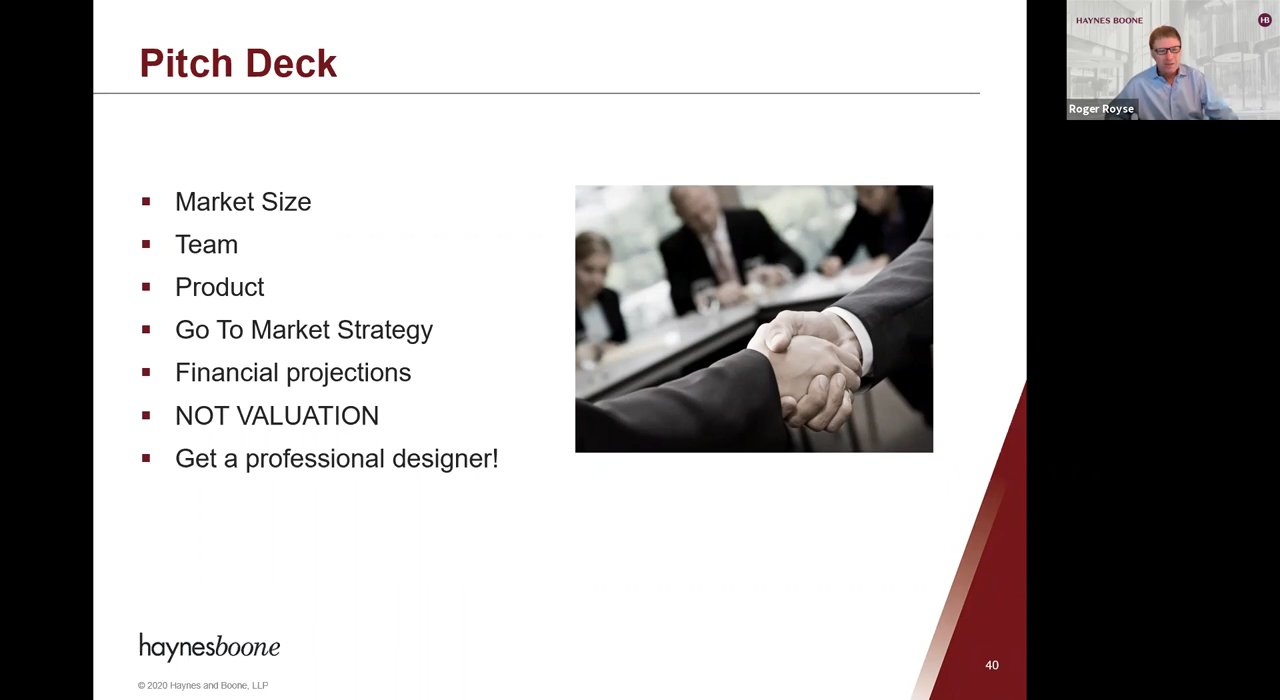 Pitch Deck
Market Size
Team
Product
Go To Market Strategy
Financial projections
NOT VALUATION
Get a professional designer!
haynesboone
© 2020 Haynes and Boone, LLP
40
HAYNES BOONE
HB
Roger Royse